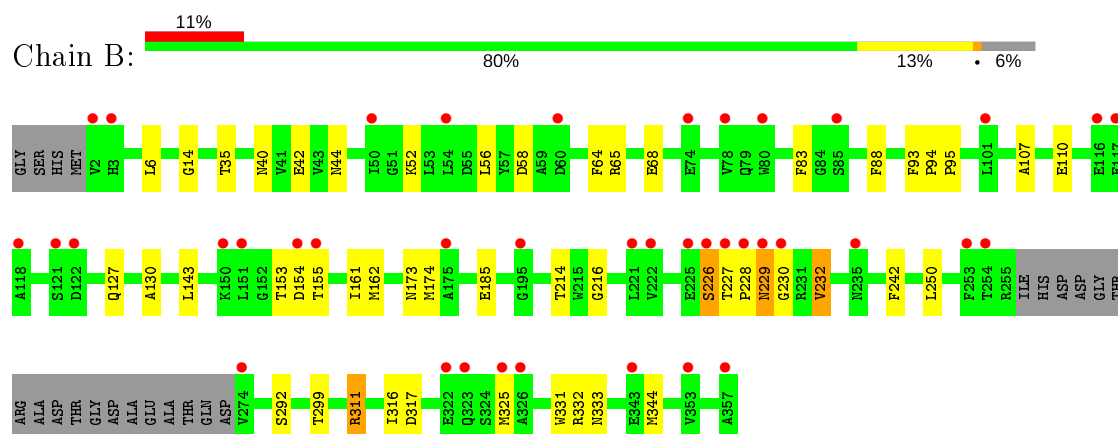 11%
Chain B:
80% 13% • 6%
GLY SER HIS MET V2 H3 L6 G14 T35 N40 V41 E42 V43 N44 I50 G51 K52 L53 L54 D55 L56 Y57 D58 A59 D60 F64 R65 E68 E74 V78 Q79 W80 F83 G84 S85 F88 F93 P94 P95 L101 A107 E110 E116
A118 S121 D122 Q127 A130 L143 K150 L151 G152 T153 D154 T155 I161 M162 N173 M174 A175 E185 G195 T214 W215 G216 L221 V222 E225 S226 T227 P228 N229 G230 R231 V232 N235 F242 L250 F253 T254 R255 ILE HIS ASP ASP GLY THR
ARG ALA ASP THR GLY ASP ALA GLU ALA THR GLN ASP V274 S292 T299 R311 I316 D317 E322 Q323 S324 M325 A326 W331 R332 N333 E343 M344 V353 A357